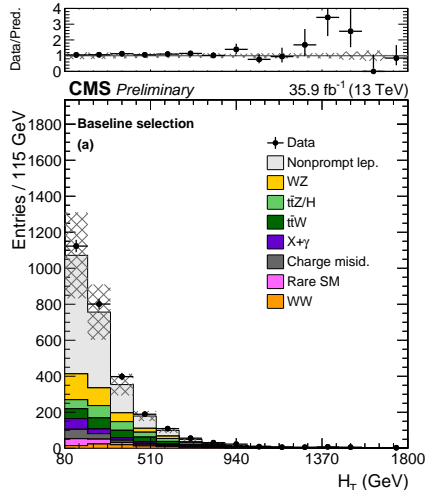 Data/Pred.
4
3
2
1
0
CMS Preliminary 35.9 fb⁻¹ (13 TeV)
Entries / 115 GeV
1800
1600
1400
1200
1000
800
600
400
200
0
Baseline selection
(a)
Data
Nonprompt lep.
WZ
tt̄Z/H
tt̄W
X+γ
Charge misid.
Rare SM
WW
80 510 940 1370 1800
H_T (GeV)